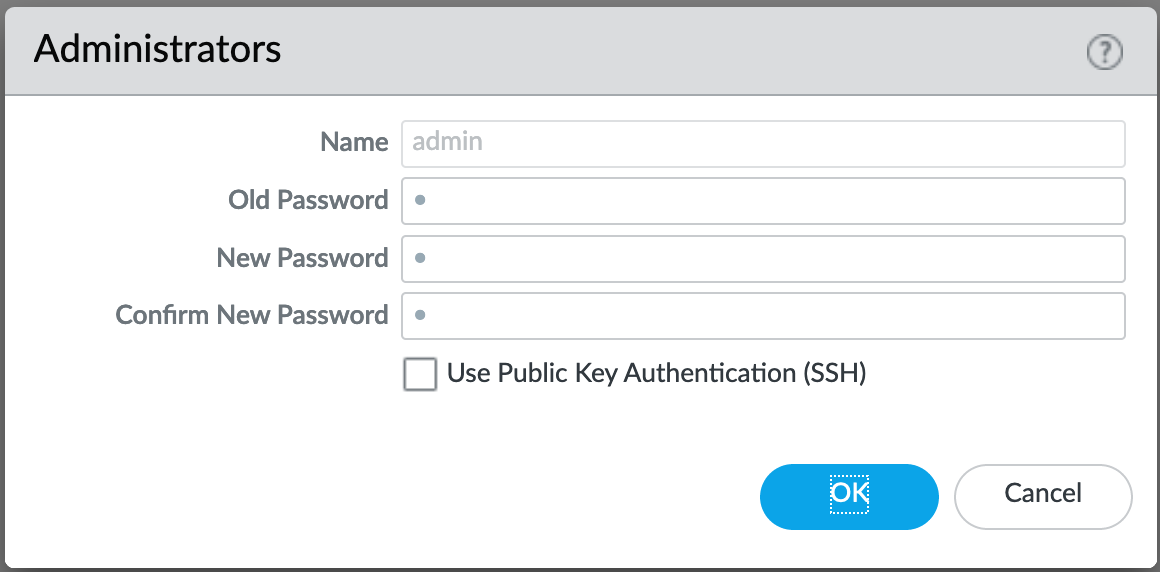 Administrators
?
Name admin
Old Password •
New Password •
Confirm New Password •
Use Public Key Authentication (SSH)
OK Cancel